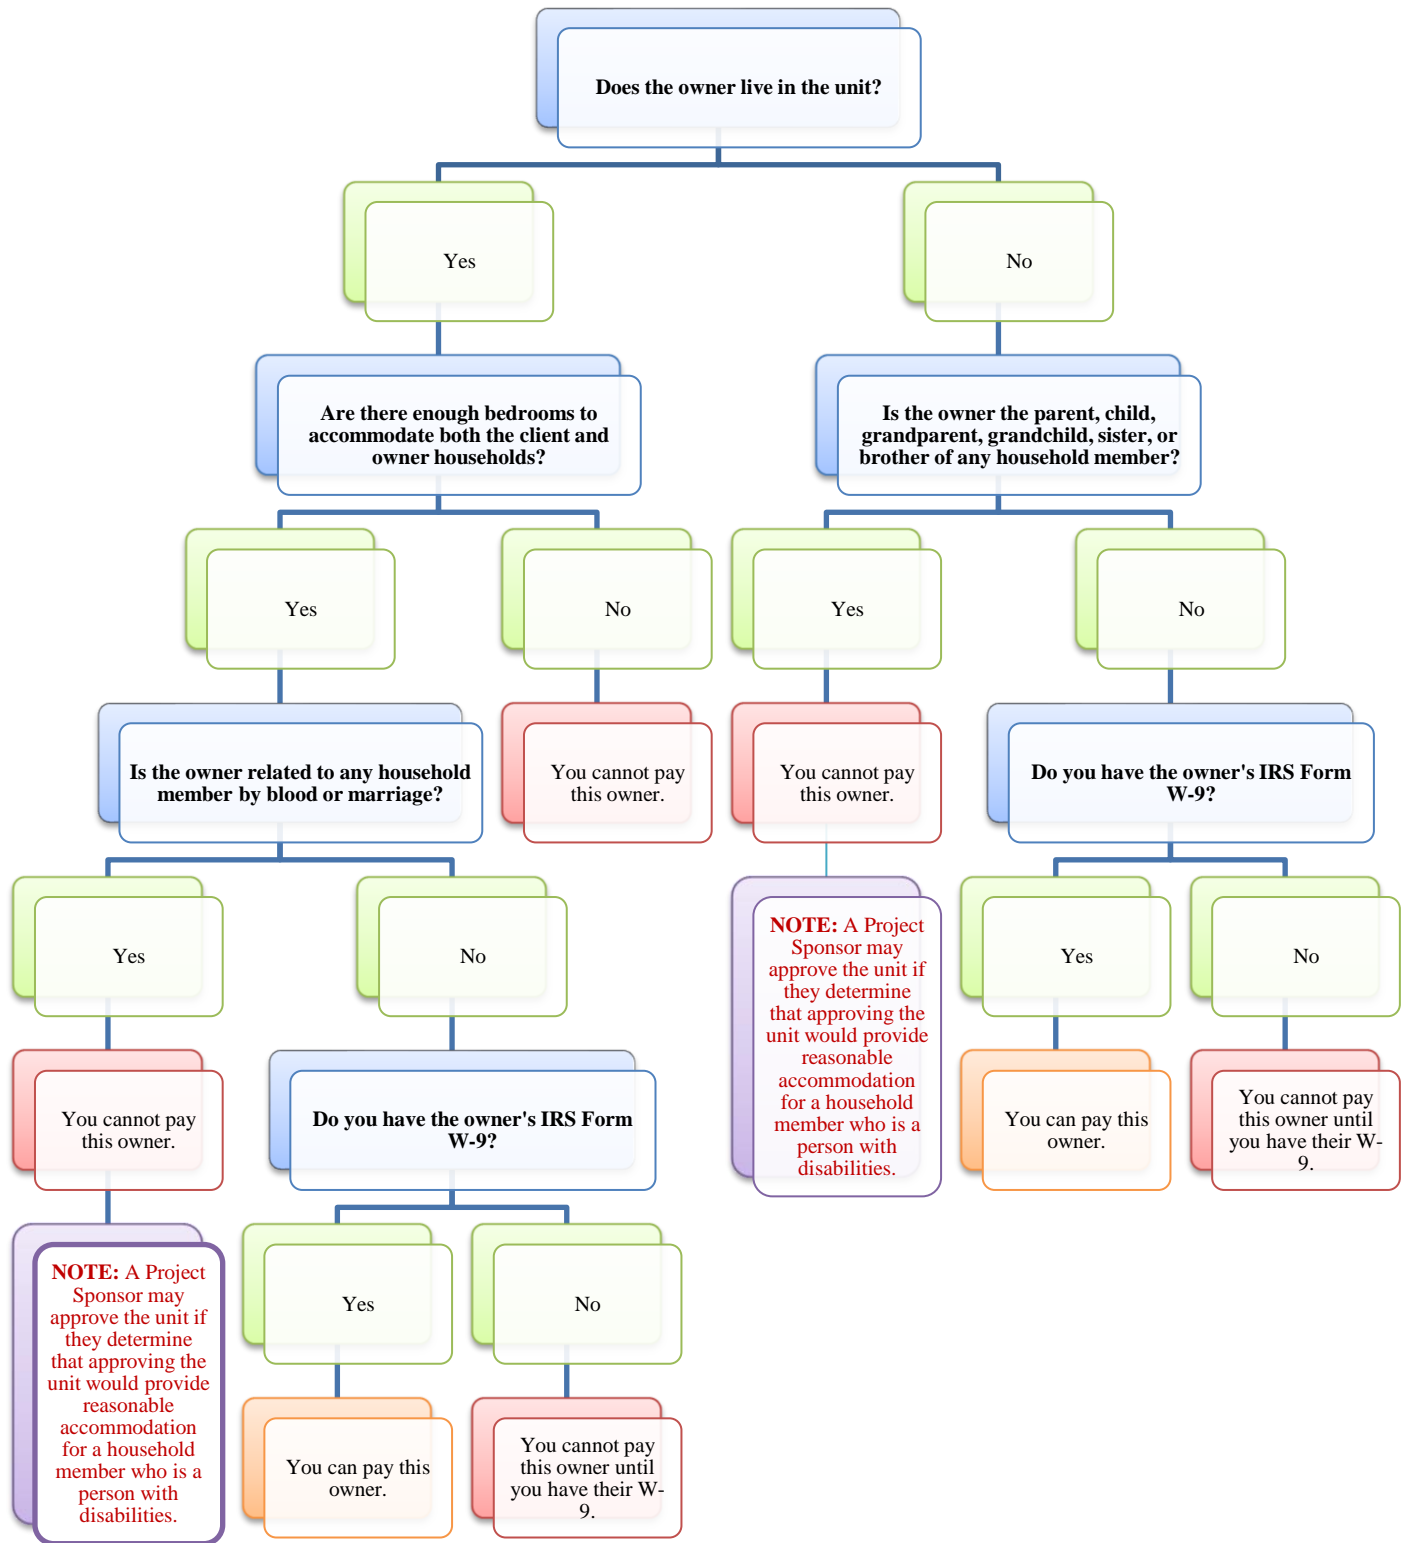 Does the owner live in the unit?
Yes
No
Are there enough bedrooms to
accommodate both the client and
owner households?
Is the owner the parent, child,
grandparent, grandchild, sister, or
brother of any household member?
Yes
No
Yes
No
Is the owner related to any household
member by blood or marriage?
You cannot pay
this owner.
You cannot pay
this owner.
Do you have the owner's IRS Form
W-9?
Yes
No
NOTE: A Project
Sponsor may
approve the unit if
they determine
that approving the
unit would provide
reasonable
accommodation
for a household
member who is a
person with
disabilities.
Yes
No
You cannot pay
this owner.
Do you have the owner's IRS Form
W-9?
You can pay this
owner.
You cannot pay
this owner until
you have their W-
9.
NOTE: A Project
Sponsor may
approve the unit if
they determine
that approving the
unit would provide
reasonable
accommodation
for a household
member who is a
person with
disabilities.
Yes
No
You can pay this
owner.
You cannot pay
this owner until
you have their W-
9.